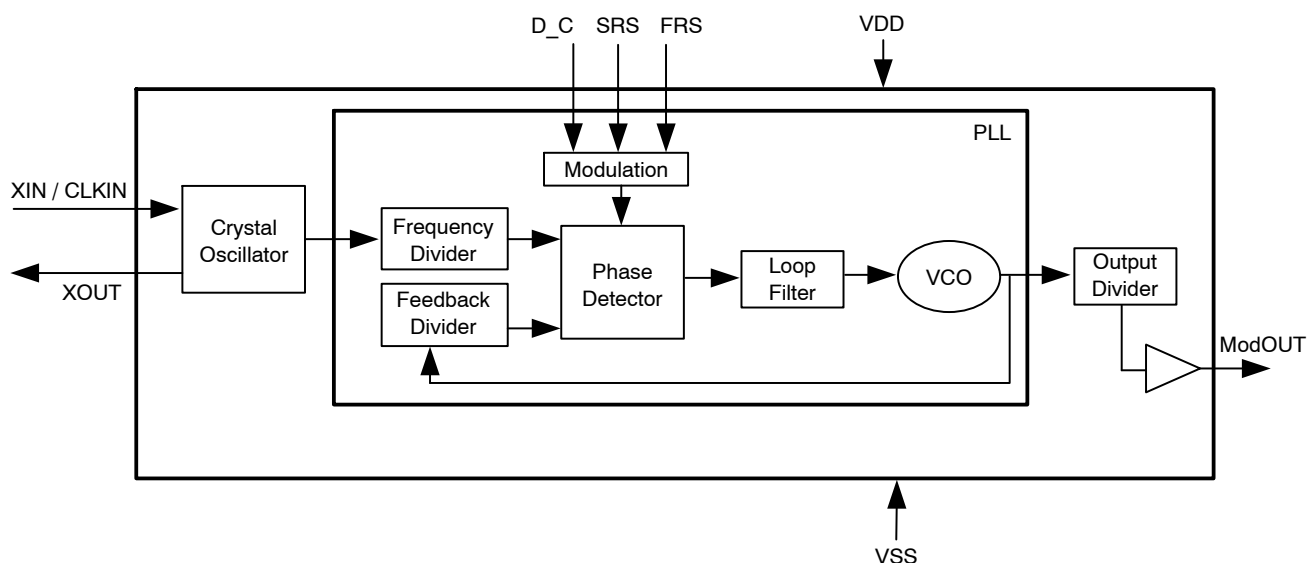 D_C SRS FRS
VDD
PLL
Modulation
XIN / CLKIN
Crystal
Oscillator
XOUT
Frequency
Divider
Feedback
Divider
Phase
Detector
Loop
Filter
VCO
Output
Divider
ModOUT
VSS